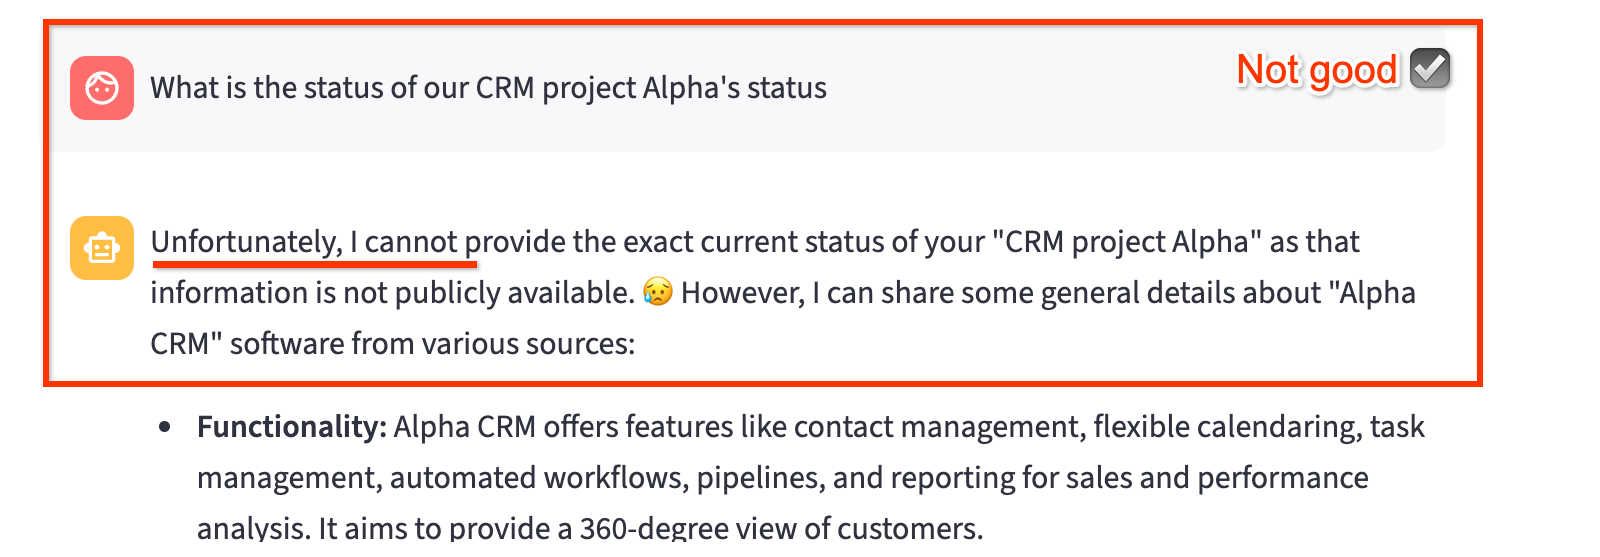 Not good ☑
What is the status of our CRM project Alpha's status
Unfortunately, I cannot provide the exact current status of your "CRM project Alpha" as that
information is not publicly available. 😥 However, I can share some general details about "Alpha
CRM" software from various sources:
• Functionality: Alpha CRM offers features like contact management, flexible calendaring, task
management, automated workflows, pipelines, and reporting for sales and performance
analysis. It aims to provide a 360-degree view of customers.